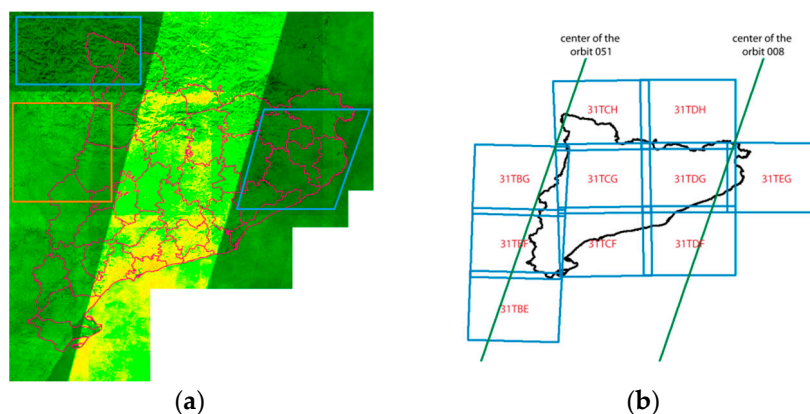 center of the
orbit 051
center of the
orbit 008
31TCH
31TDH
31TBG
31TCG
31TDG
31TEG
31TBF
31TCF
31TDF
31TBE
(a)
(b)